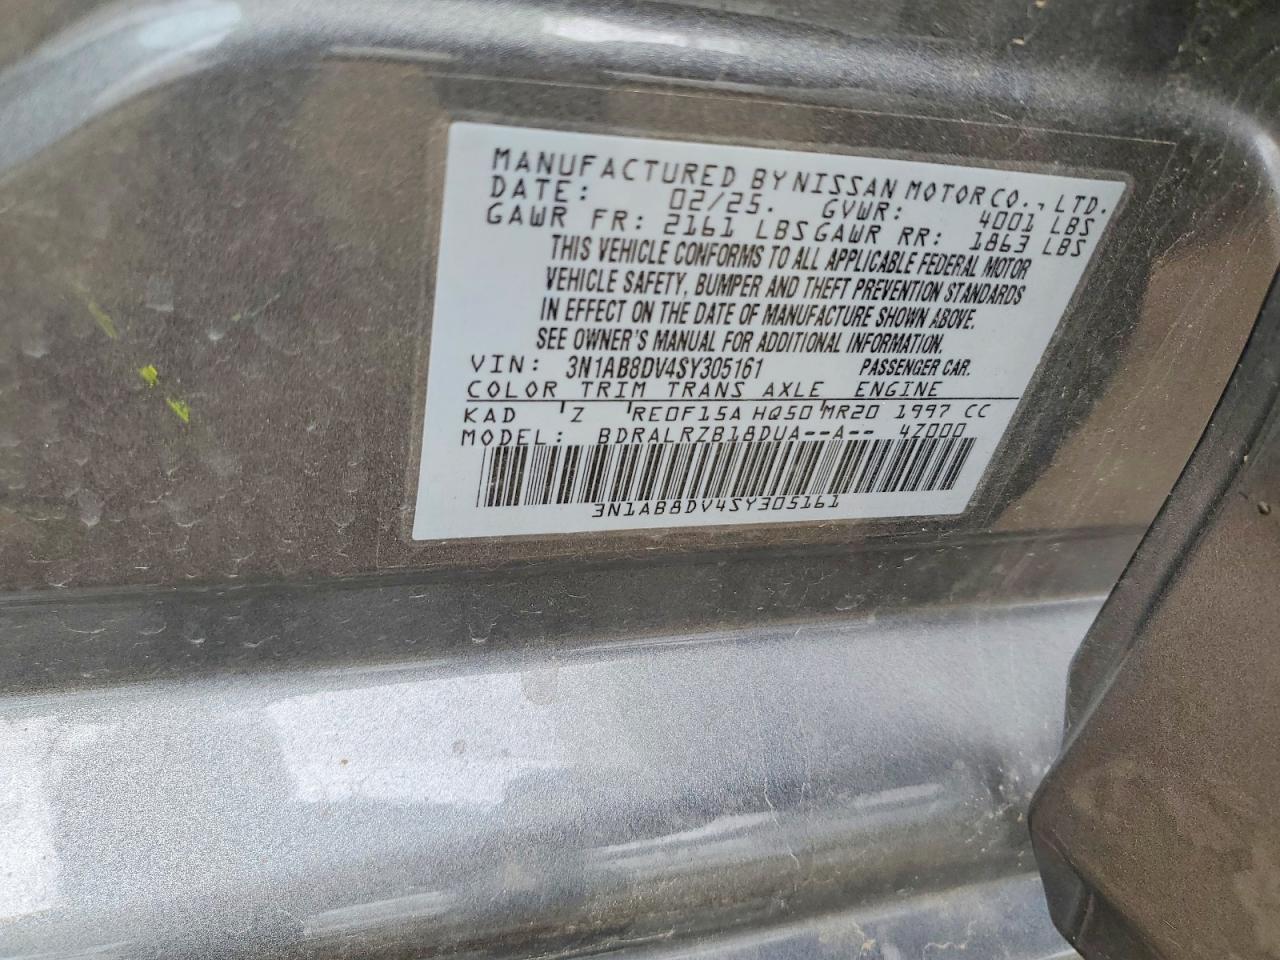 MANUFACTURED BY NISSAN MOTOR CO., LTD.
DATE: 02/25. GVWR: 4001 LBS
GAWR FR: 2161 LBS GAWR RR: 1863 LBS
THIS VEHICLE CONFORMS TO ALL APPLICABLE FEDERAL MOTOR
VEHICLE SAFETY, BUMPER AND THEFT PREVENTION STANDARDS
IN EFFECT ON THE DATE OF MANUFACTURE SHOWN ABOVE.
SEE OWNER'S MANUAL FOR ADDITIONAL INFORMATION.
VIN: 3N1AB8DV4SY305161 PASSENGER CAR.
COLOR TRIM TRANS AXLE ENGINE
KAD Z RE0F15A HQ50 MR20 1997 CC
MODEL: BDRALRZB18DUA--A-- 4Z000
3N1AB8DV4SY305161